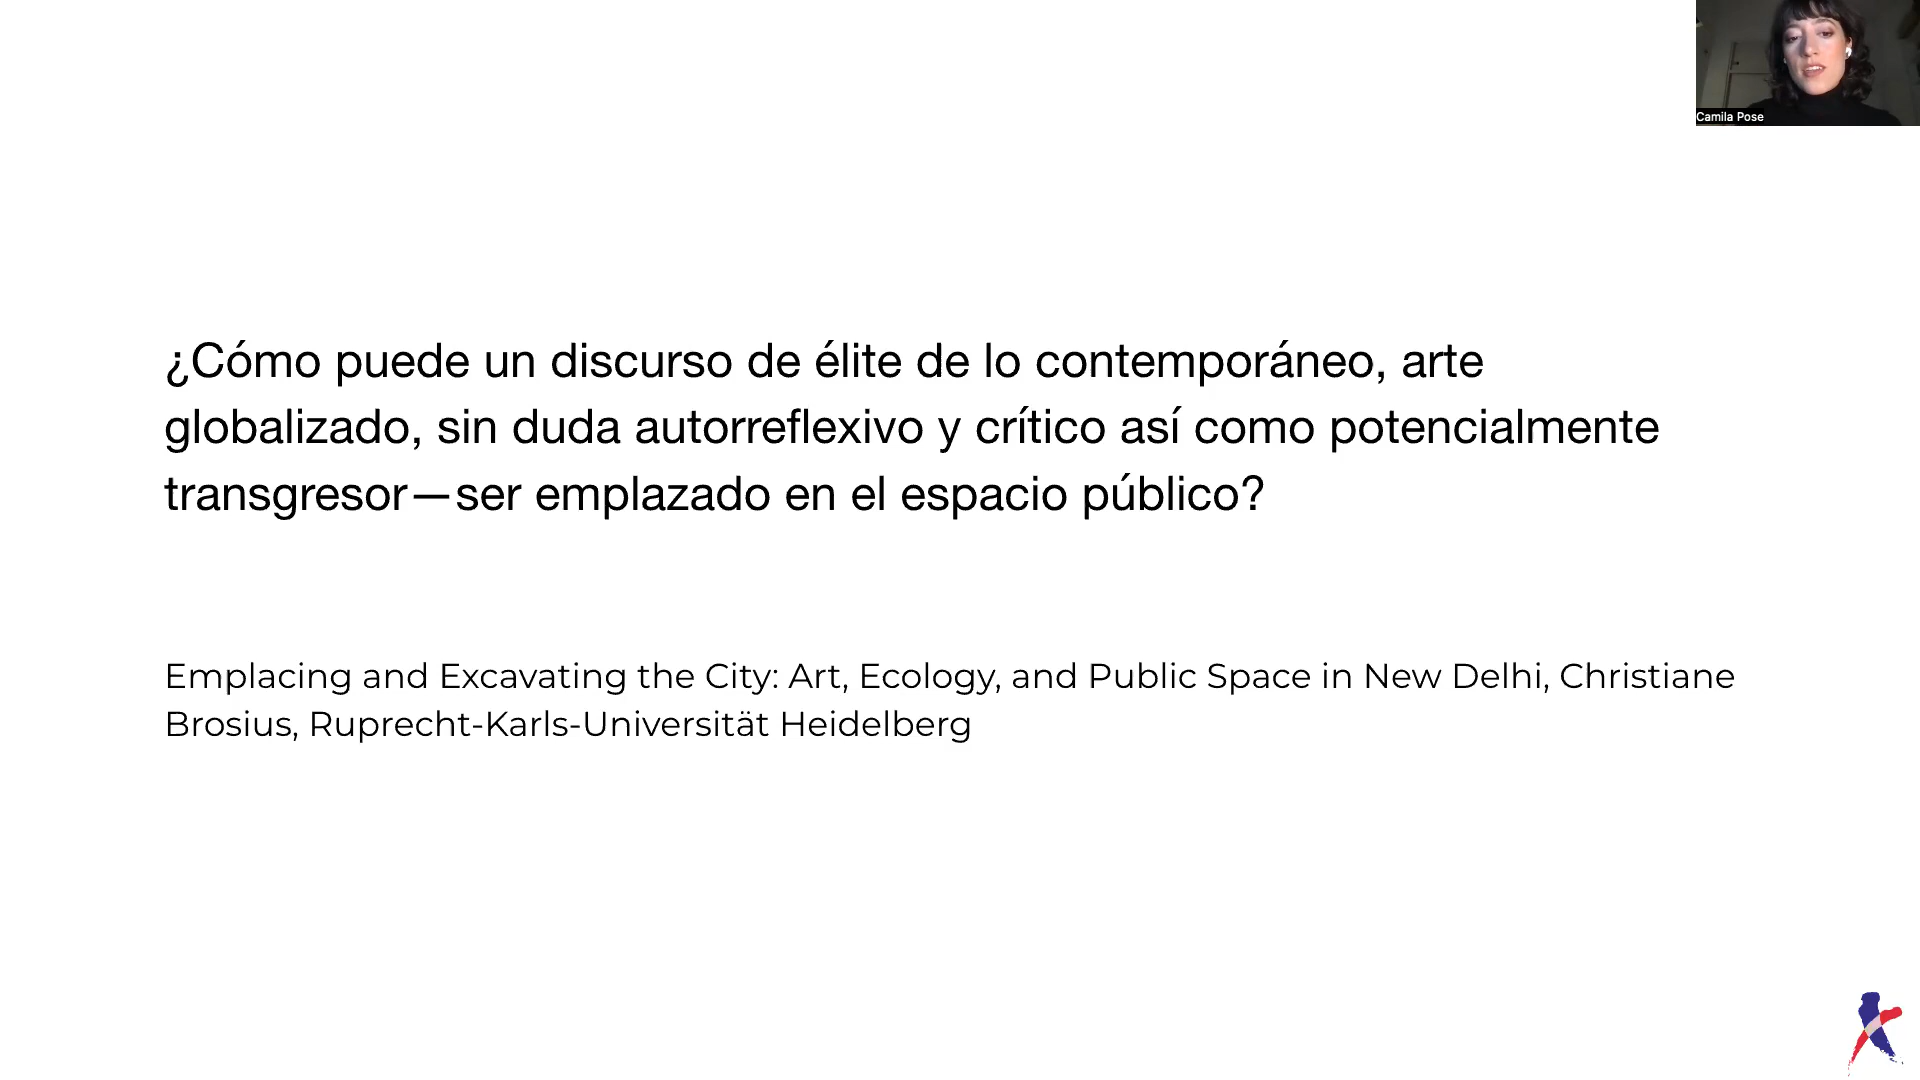 Camila Pose
¿Cómo puede un discurso de élite de lo contemporáneo, arte
globalizado, sin duda autorreflexivo y crítico así como potencialmente
transgresor—ser emplazado en el espacio público?
Emplacing and Excavating the City: Art, Ecology, and Public Space in New Delhi, Christiane
Brosius, Ruprecht-Karls-Universität Heidelberg